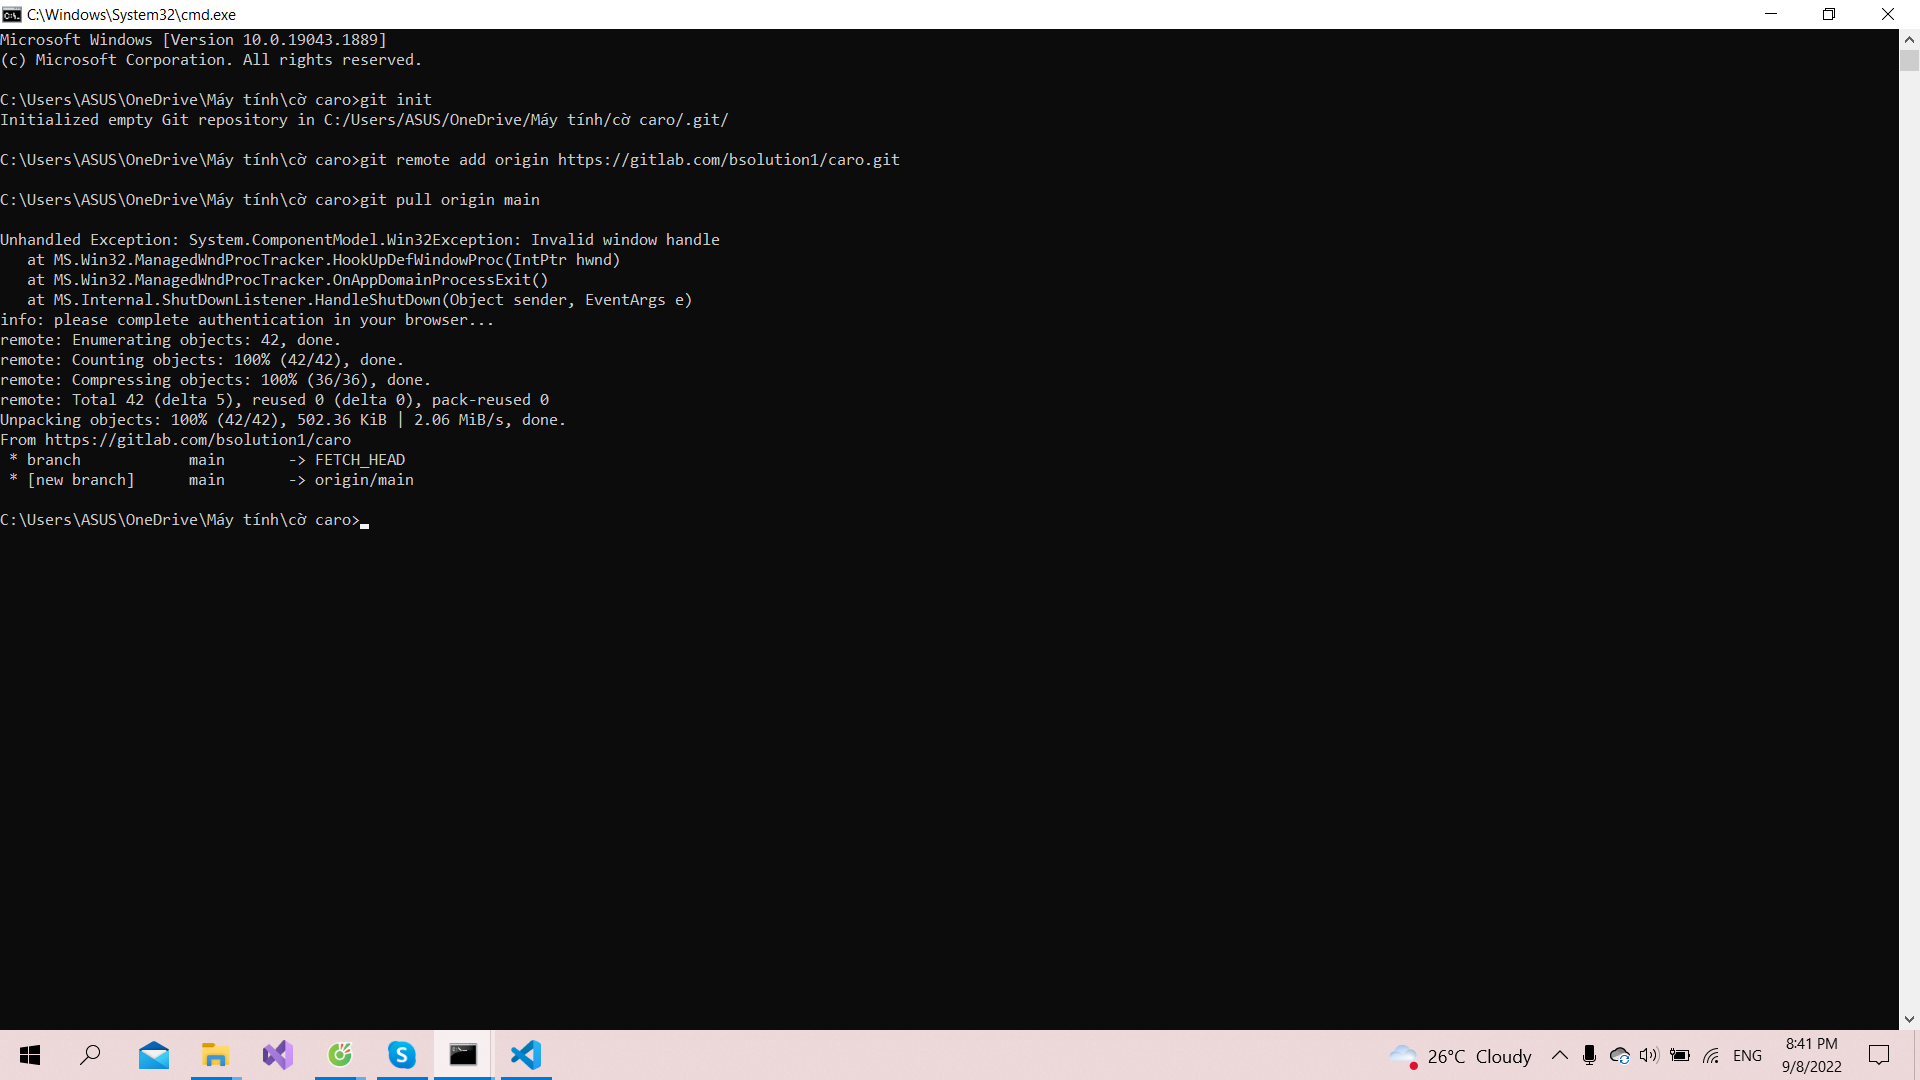 C:\Windows\System32\cmd.exe
Microsoft Windows [Version 10.0.19043.1889]
(c) Microsoft Corporation. All rights reserved.
C:\Users\ASUS\OneDrive\Máy tính\cờ caro>git init
Initialized empty Git repository in C:/Users/ASUS/OneDrive/Máy tính/cờ caro/.git/
C:\Users\ASUS\OneDrive\Máy tính\cờ caro>git remote add origin https://gitlab.com/bsolution1/caro.git
C:\Users\ASUS\OneDrive\Máy tính\cờ caro>git pull origin main
Unhandled Exception: System.ComponentModel.Win32Exception: Invalid window handle
   at MS.Win32.ManagedWndProcTracker.HookUpDefWindowProc(IntPtr hwnd)
   at MS.Win32.ManagedWndProcTracker.OnAppDomainProcessExit()
   at MS.Internal.ShutDownListener.HandleShutDown(Object sender, EventArgs e)
info: please complete authentication in your browser...
remote: Enumerating objects: 42, done.
remote: Counting objects: 100% (42/42), done.
remote: Compressing objects: 100% (36/36), done.
remote: Total 42 (delta 5), reused 0 (delta 0), pack-reused 0
Unpacking objects: 100% (42/42), 502.36 KiB | 2.06 MiB/s, done.
From https://gitlab.com/bsolution1/caro
 * branch            main       -> FETCH_HEAD
 * [new branch]      main       -> origin/main
C:\Users\ASUS\OneDrive\Máy tính\cờ caro>
26°C Cloudy
ENG
8:41 PM
9/8/2022